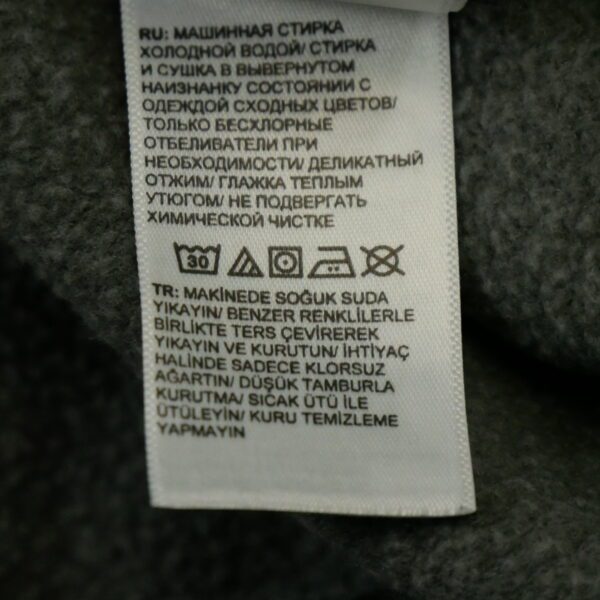 RU: МАШИННАЯ СТИРКА
ХОЛОДНОЙ ВОДОЙ/ СТИРКА
И СУШКА В ВЫВЕРНУТОМ
НАИЗНАНКУ СОСТОЯНИИ С
ОДЕЖДОЙ СХОДНЫХ ЦВЕТОВ/
ТОЛЬКО БЕСХЛОРНЫЕ
ОТБЕЛИВАТЕЛИ ПРИ
НЕОБХОДИМОСТИ/ ДЕЛИКАТНЫЙ
ОТЖИМ/ ГЛАЖКА ТЕПЛЫМ
УТЮГОМ/ НЕ ПОДВЕРГАТЬ
ХИМИЧЕСКОЙ ЧИСТКЕ
30
TR: MAKİNEDE SOĞUK SUDA
YIKAYIN/ BENZER RENKLİLERLE
BİRLİKTE TERS ÇEVİREREK
YIKAYIN VE KURUTUN/ İHTİYAÇ
HALİNDE SADECE KLORSUZ
AĞARTIN/ DÜŞÜK TAMBURLA
KURUTMA/ SICAK ÜTÜ İLE
ÜTÜLEYİN/ KURU TEMİZLEME
YAPMAYIN